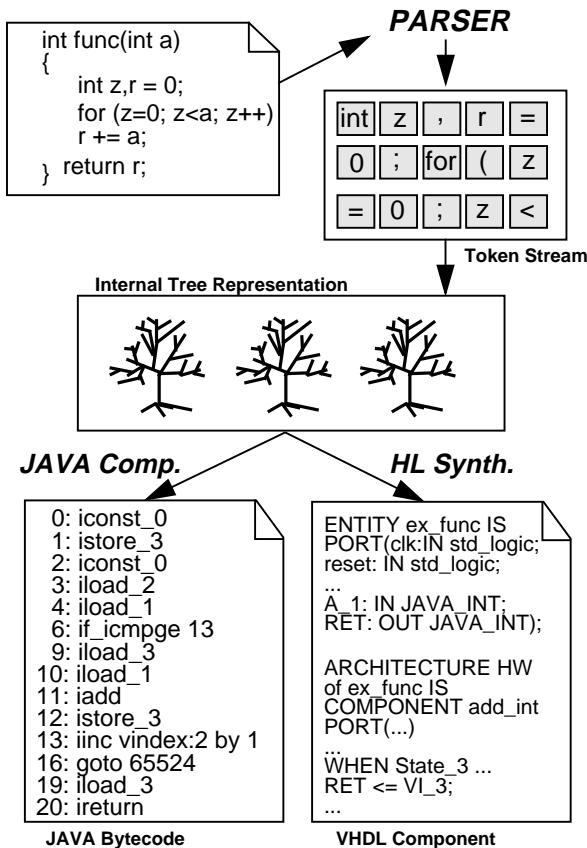 PARSER
int func(int a)
{
int z,r = 0;
for (z=0; z<a; z++)
r += a;
return r;
}
int z , r =
0 ; for ( z
= 0 ; z <
Token Stream
Internal Tree Representation
JAVA Comp.
0: iconst_0
1: istore_3
2: iconst_0
3: iload_2
4: iload_1
6: if_icmpge 13
9: iload_3
10: iload_1
11: iadd
12: istore_3
13: iinc vindex:2 by 1
16: goto 65524
19: iload_3
20: ireturn
JAVA Bytecode
HL Synth.
ENTITY ex_func IS
PORT(clk:IN std_logic;
reset: IN std_logic;
...
A_1: IN JAVA_INT;
RET: OUT JAVA_INT);
ARCHITECTURE HW
of ex_func IS
COMPONENT add_int
PORT(...)
...
WHEN State_3 ...
RET <= VI_3;
...
VHDL Component